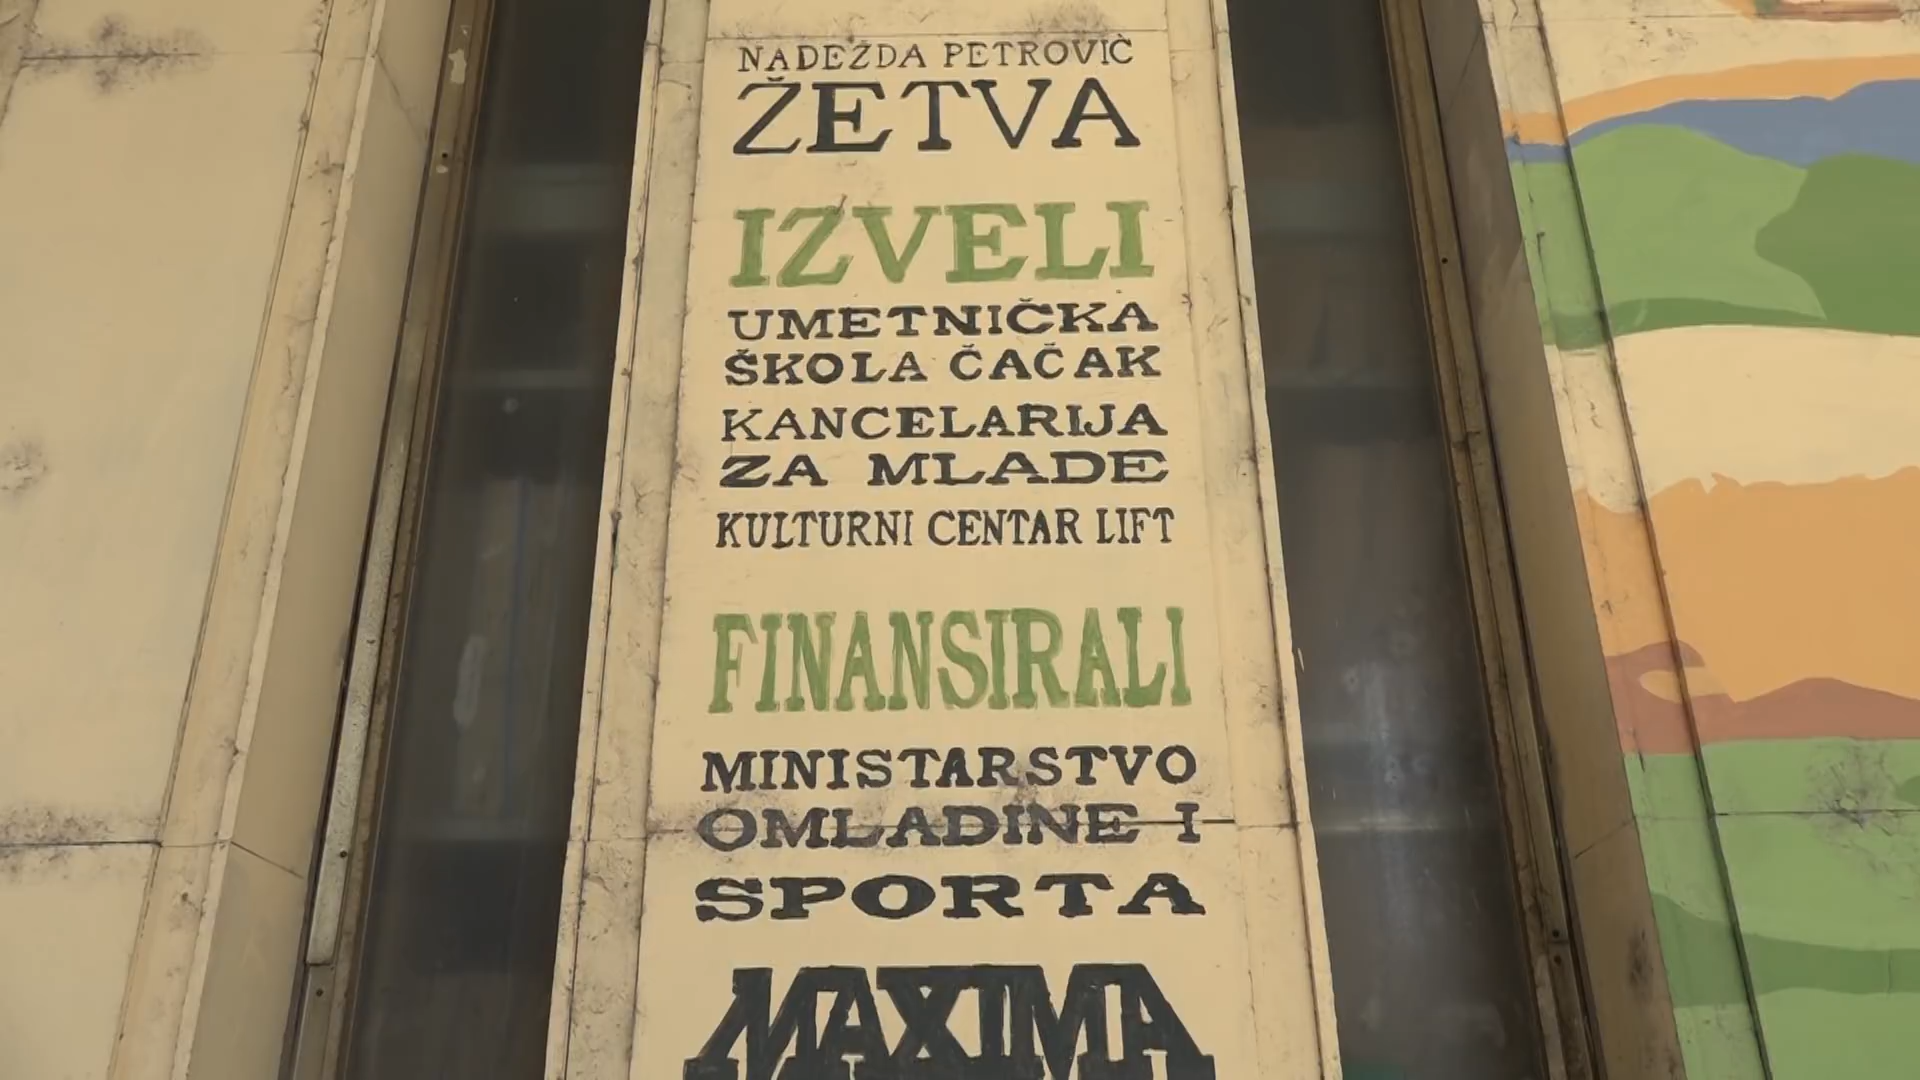 NADEŽDA PETROVIĆ
ŽETVA
IZVELI
UMETNIČKA
ŠKOLA ČAČAK
KANCELARIJA
ZA MLADE
KULTURNI CENTAR LIFT
FINANSIRALI
MINISTARSTVO
OMLADINE I
SPORTA
MAXIMA